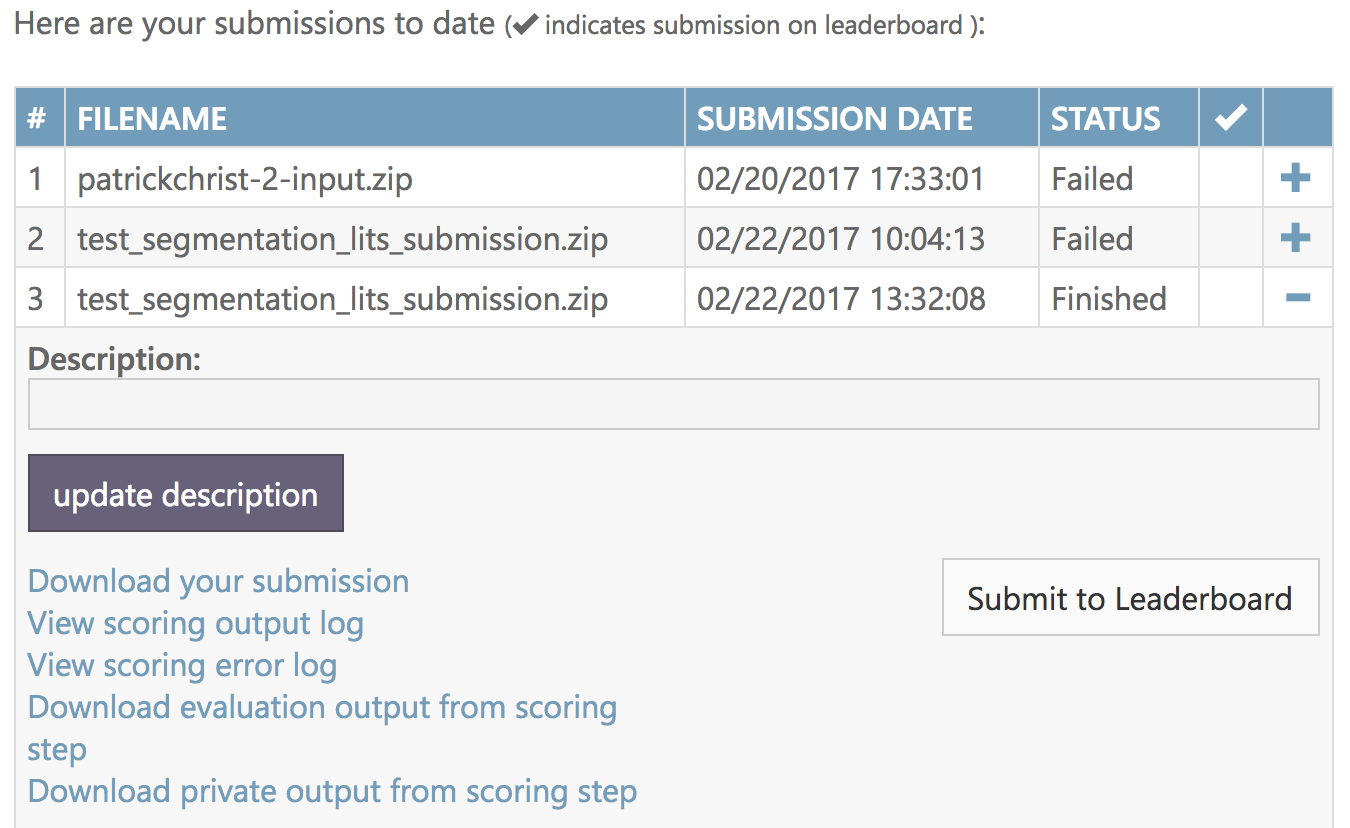 Here are your submissions to date (✔ indicates submission on leaderboard ):
# FILENAME SUBMISSION DATE STATUS ✔
1 patrickchrist-2-input.zip 02/20/2017 17:33:01 Failed +
2 test_segmentation_lits_submission.zip 02/22/2017 10:04:13 Failed +
3 test_segmentation_lits_submission.zip 02/22/2017 13:32:08 Finished −
Description:
update description
Download your submission
Submit to Leaderboard
View scoring output log
View scoring error log
Download evaluation output from scoring
step
Download private output from scoring step